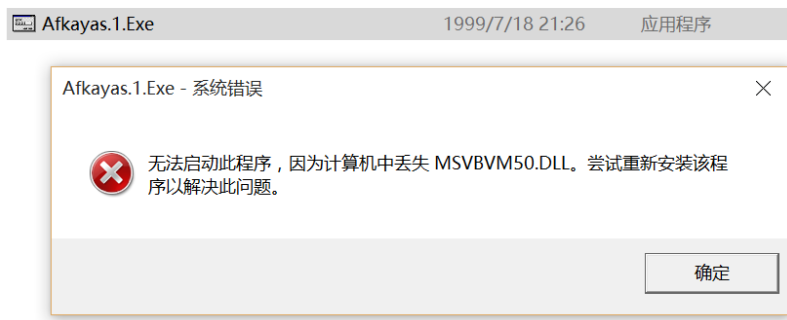 Afkayas.1.Exe 1999/7/18 21:26 应用程序
Afkayas.1.Exe - 系统错误
无法启动此程序，因为计算机中丢失 MSVBVM50.DLL。尝试重新安装该程
序以解决此问题。
确定